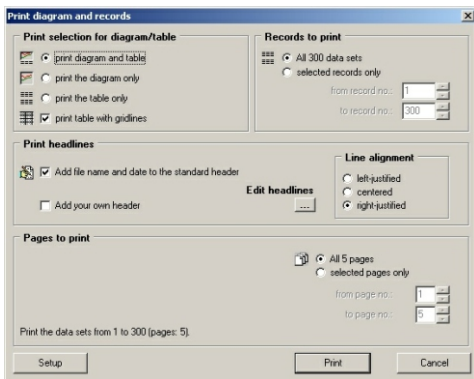 Print diagram and records
Print selection for diagram/table
print diagram and table
print the diagram only
print the table only
print table with gridlines
Records to print
All 300 data sets
selected records only
from record no.: 1
to record no.: 300
Print headlines
Add file name and date to the standard header
Add your own header
Edit headlines
...
Line alignment
left-justified
centered
right-justified
Pages to print
All 5 pages
selected pages only
from page no.: 1
to page no.: 5
Print the data sets from 1 to 300 (pages: 5).
Setup
Print
Cancel